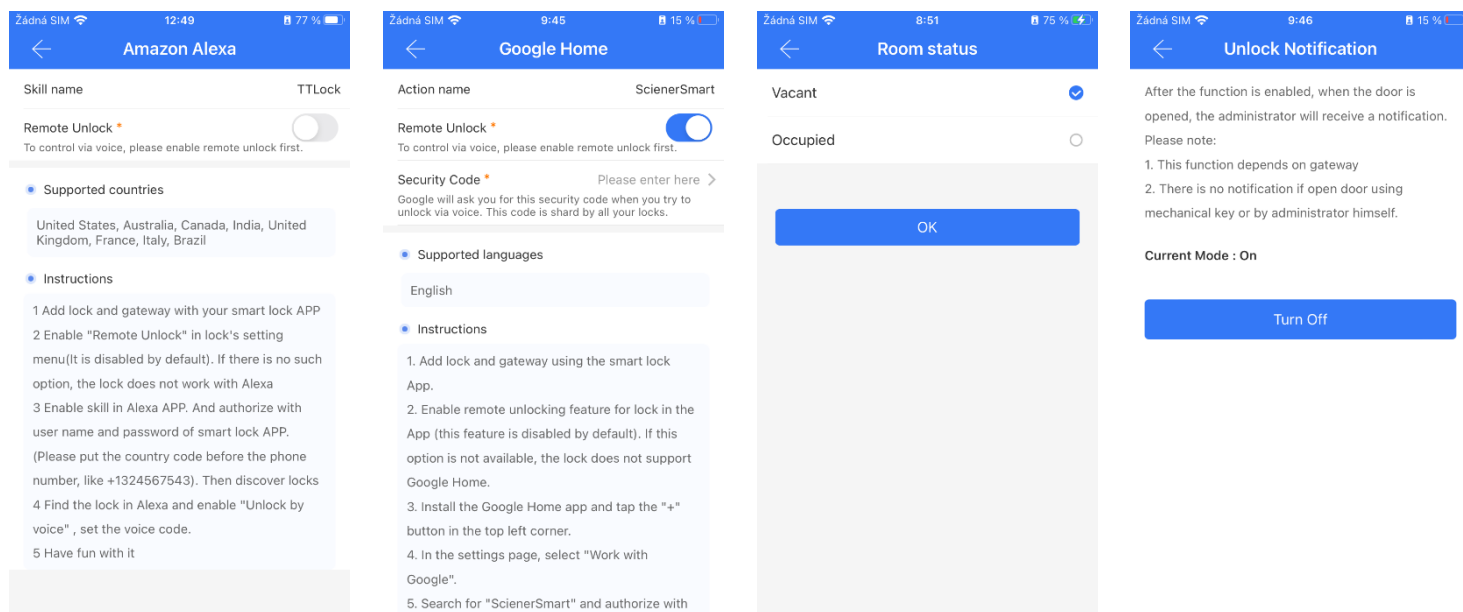 Žádná SIM 12:49 77 %
Amazon Alexa
Skill name TTLock
Remote Unlock *
To control via voice, please enable remote unlock first.
Supported countries
United States, Australia, Canada, India, United
Kingdom, France, Italy, Brazil
Instructions
1 Add lock and gateway with your smart lock APP
2 Enable "Remote Unlock" in lock's setting
menu(It is disabled by default). If there is no such
option, the lock does not work with Alexa
3 Enable skill in Alexa APP. And authorize with
user name and password of smart lock APP.
(Please put the country code before the phone
number, like +1324567543). Then discover locks
4 Find the lock in Alexa and enable "Unlock by
voice" , set the voice code.
5 Have fun with it
Žádná SIM 9:45 15 %
Google Home
Action name ScienerSmart
Remote Unlock *
To control via voice, please enable remote unlock first.
Security Code * Please enter here
Google will ask you for this security code when you try to
unlock via voice. This code is shard by all your locks.
Supported languages
English
Instructions
1. Add lock and gateway using the smart lock
App.
2. Enable remote unlocking feature for lock in the
App (this feature is disabled by default). If this
option is not available, the lock does not support
Google Home.
3. Install the Google Home app and tap the "+"
button in the top left corner.
4. In the settings page, select "Work with
Google".
5. Search for "ScienerSmart" and authorize with
Žádná SIM 8:51 75 %
Room status
Vacant
Occupied
OK
Žádná SIM 9:46 15 %
Unlock Notification
After the function is enabled, when the door is
opened, the administrator will receive a notification.
Please note:
1. This function depends on gateway
2. There is no notification if open door using
mechanical key or by administrator himself.
Current Mode : On
Turn Off